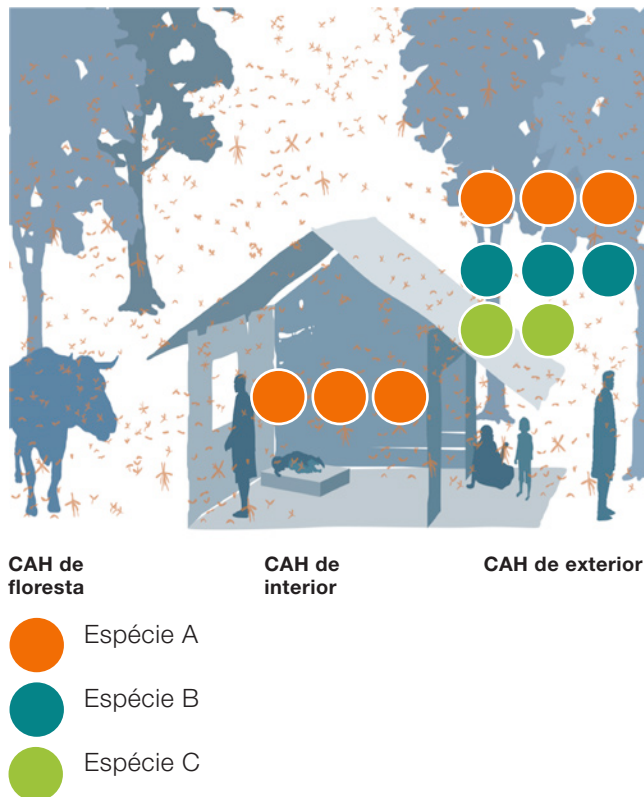 CAH de
floresta
CAH de
interior
CAH de exterior
Espécie A
Espécie B
Espécie C